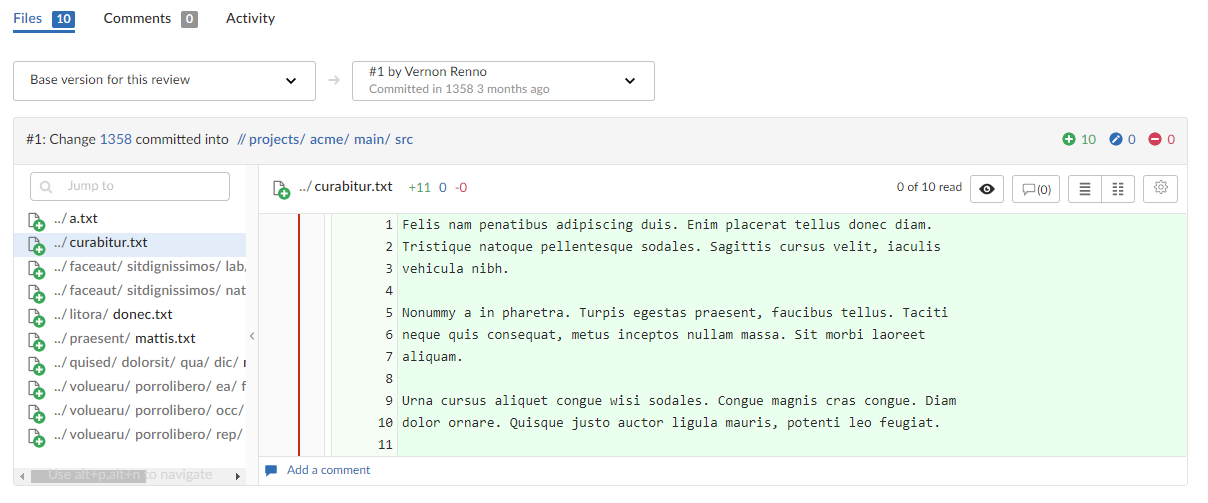 Files 10 Comments 0 Activity
Base version for this review
#1 by Vernon Renno
Committed in 1358 3 months ago
#1: Change 1358 committed into // projects/ acme/ main/ src
10 0 0
Jump to
../ a.txt
../ curabitur.txt
../ faceaut/ sitdignissimos/ lab/
../ faceaut/ sitdignissimos/ nat
../ litora/ donec.txt
../ praesent/ mattis.txt
../ quised/ dolorsit/ qua/ dic/
../ voluearu/ porrolibero/ ea/ f
../ voluearu/ porrolibero/ occ/
../ voluearu/ porrolibero/ rep/
Use alt+p,alt+n to navigate
../ curabitur.txt +11 0 -0
0 of 10 read
(0)
1 Felis nam penatibus adipiscing duis. Enim placerat tellus donec diam.
2 Tristique natoque pellentesque sodales. Sagittis cursus velit, iaculis
3 vehicula nibh.
4
5 Nonummy a in pharetra. Turpis egestas praesent, faucibus tellus. Taciti
6 neque quis consequat, metus inceptos nullam massa. Sit morbi laoreet
7 aliquam.
8
9 Urna cursus aliquet congue wisi sodales. Congue magnis cras congue. Diam
10 dolor ornare. Quisque justo auctor ligula mauris, potenti leo feugiat.
11
Add a comment